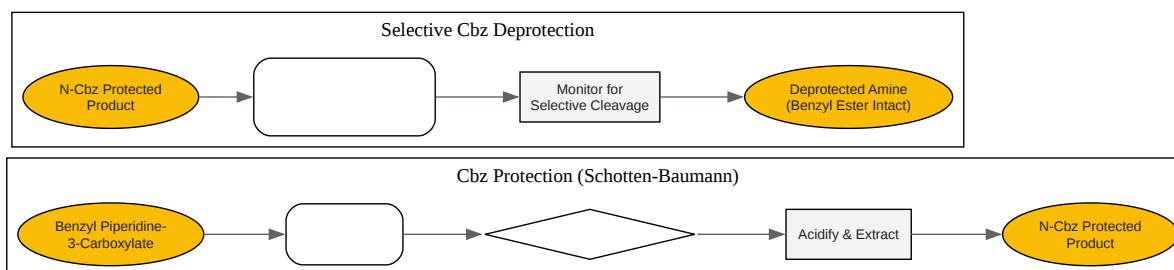 Selective Cbz Deprotection
N-Cbz Protected
Product
Monitor for
Selective Cleavage
Deprotected Amine
(Benzyl Ester Intact)
Cbz Protection (Schotten-Baumann)
Benzyl Piperidine-
3-Carboxylate
Acidify & Extract
N-Cbz Protected
Product